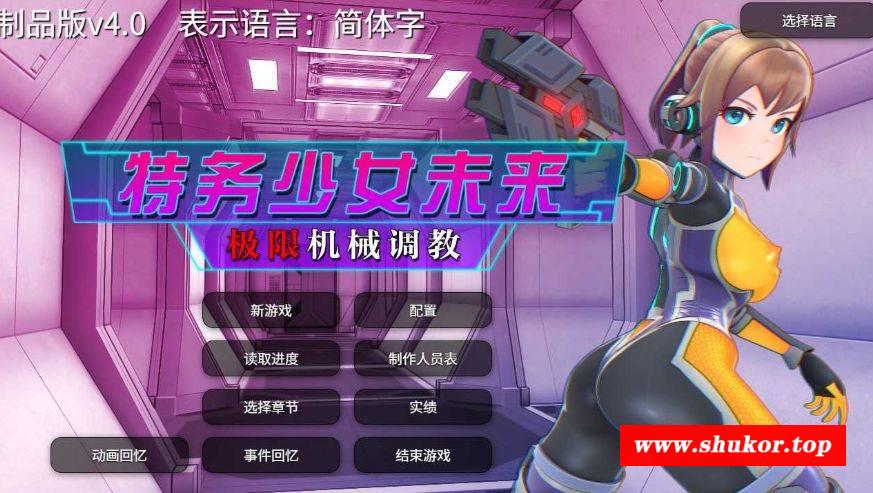 制品版v4.0 表示语言：简体字
选择语言
特务少女未来
极限机械调教
新游戏 配置
读取进度 制作人员表
选择章节 实绩
动画回忆 事件回忆 结束游戏
www.shukor.top